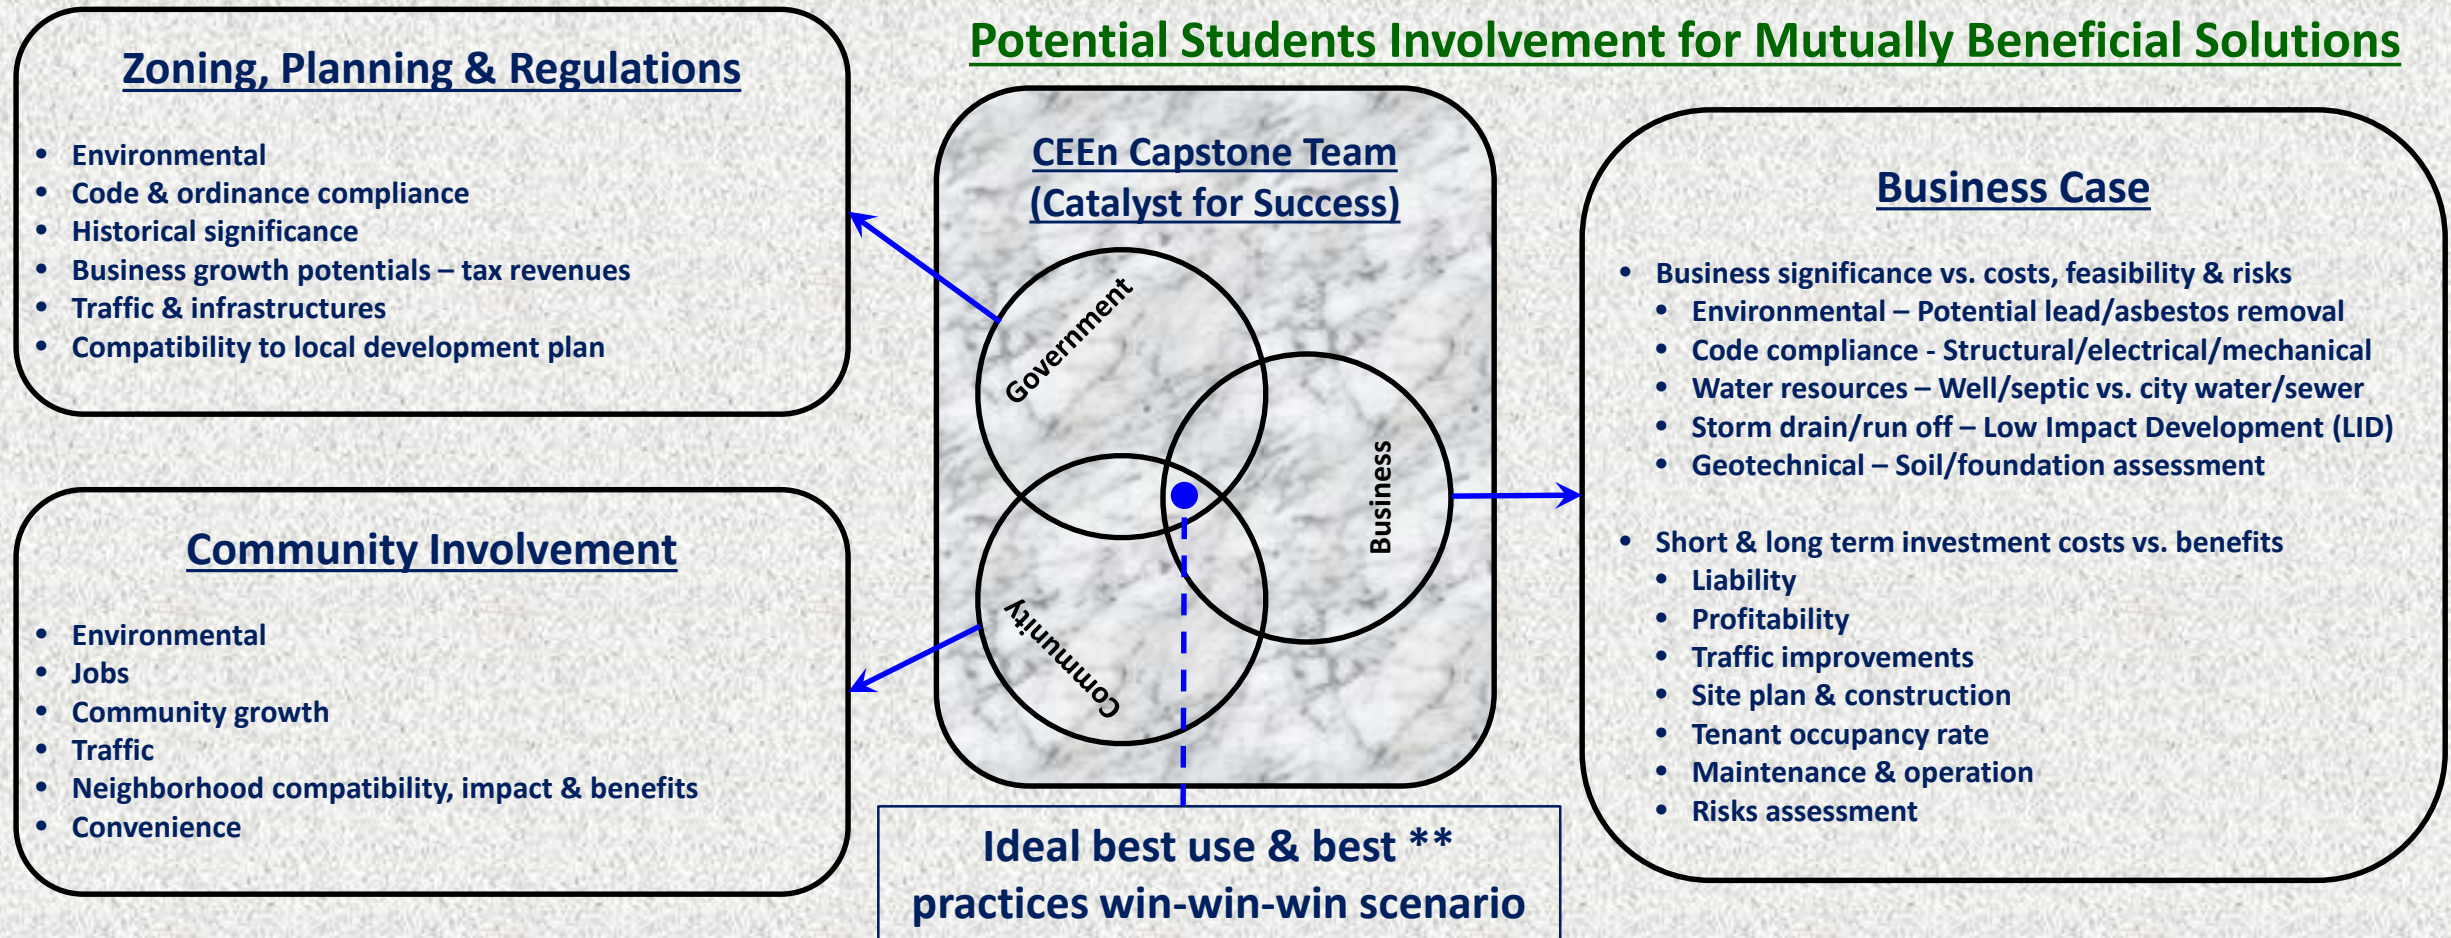 Potential Students Involvement for Mutually Beneficial Solutions
Zoning, Planning & Regulations
• Environmental
• Code & ordinance compliance
• Historical significance
• Business growth potentials – tax revenues
• Traffic & infrastructures
• Compatibility to local development plan
Community Involvement
• Environmental
• Jobs
• Community growth
• Traffic
• Neighborhood compatibility, impact & benefits
• Convenience
CEEn Capstone Team
(Catalyst for Success)
Government
Business
Community
Ideal best use & best **
practices win-win-win scenario
Business Case
• Business significance vs. costs, feasibility & risks
• Environmental – Potential lead/asbestos removal
• Code compliance - Structural/electrical/mechanical
• Water resources – Well/septic vs. city water/sewer
• Storm drain/run off – Low Impact Development (LID)
• Geotechnical – Soil/foundation assessment
• Short & long term investment costs vs. benefits
• Liability
• Profitability
• Traffic improvements
• Site plan & construction
• Tenant occupancy rate
• Maintenance & operation
• Risks assessment